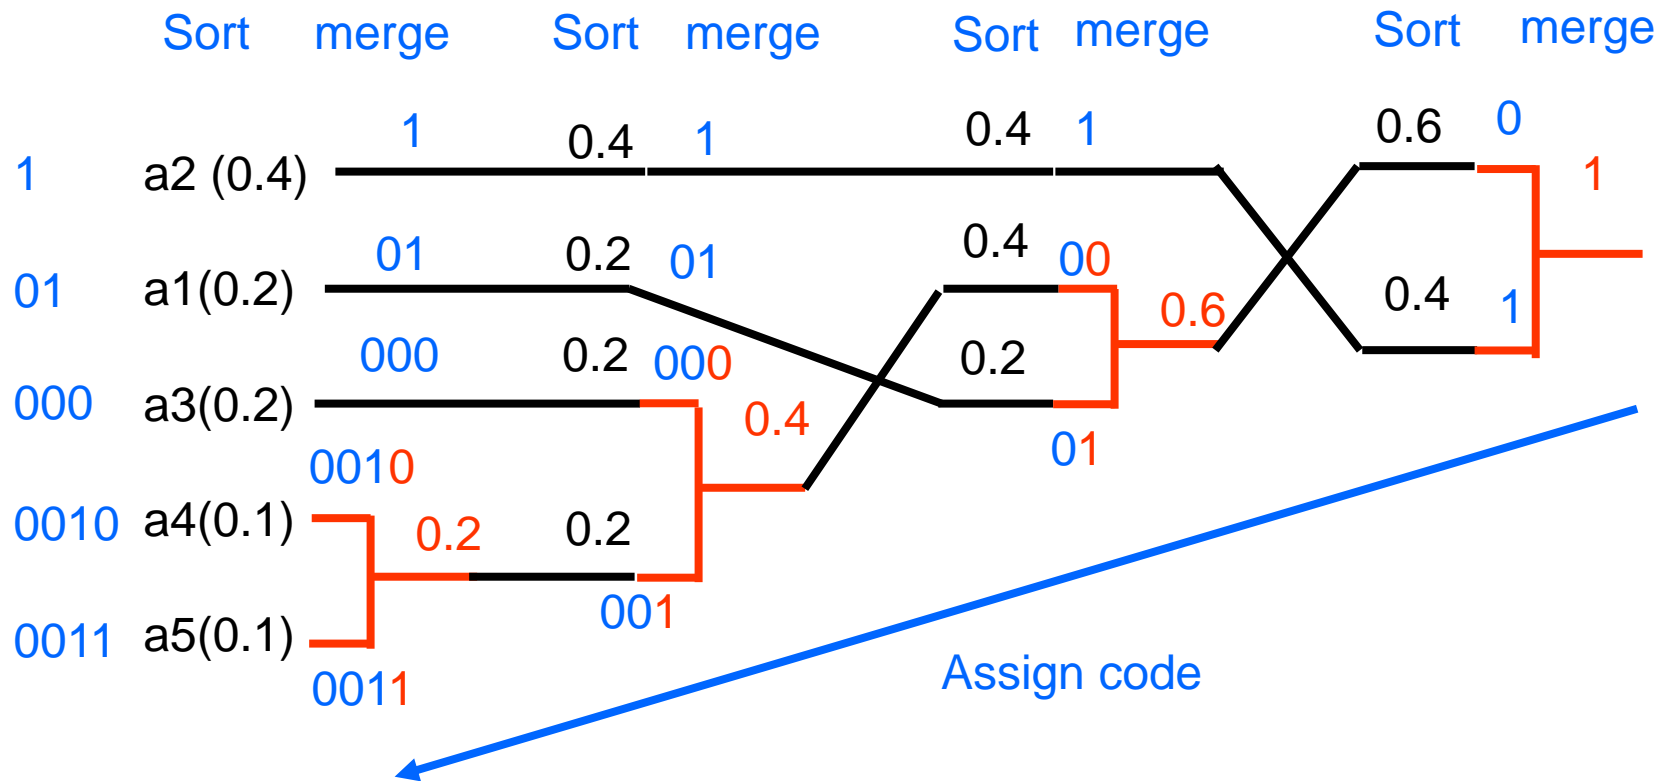 Sort merge Sort merge Sort merge Sort merge
1 a2 (0.4) 1 0.4 1 0.4 1 0.6 0 1
01 a1(0.2) 01 0.2 01 0.4 00 0.6 0.4 1
000 a3(0.2) 000 0.2 000 0.4 0.2 01
0010 a4(0.1) 0010 0.2 0.2 001
0011 a5(0.1) 0011
Assign code